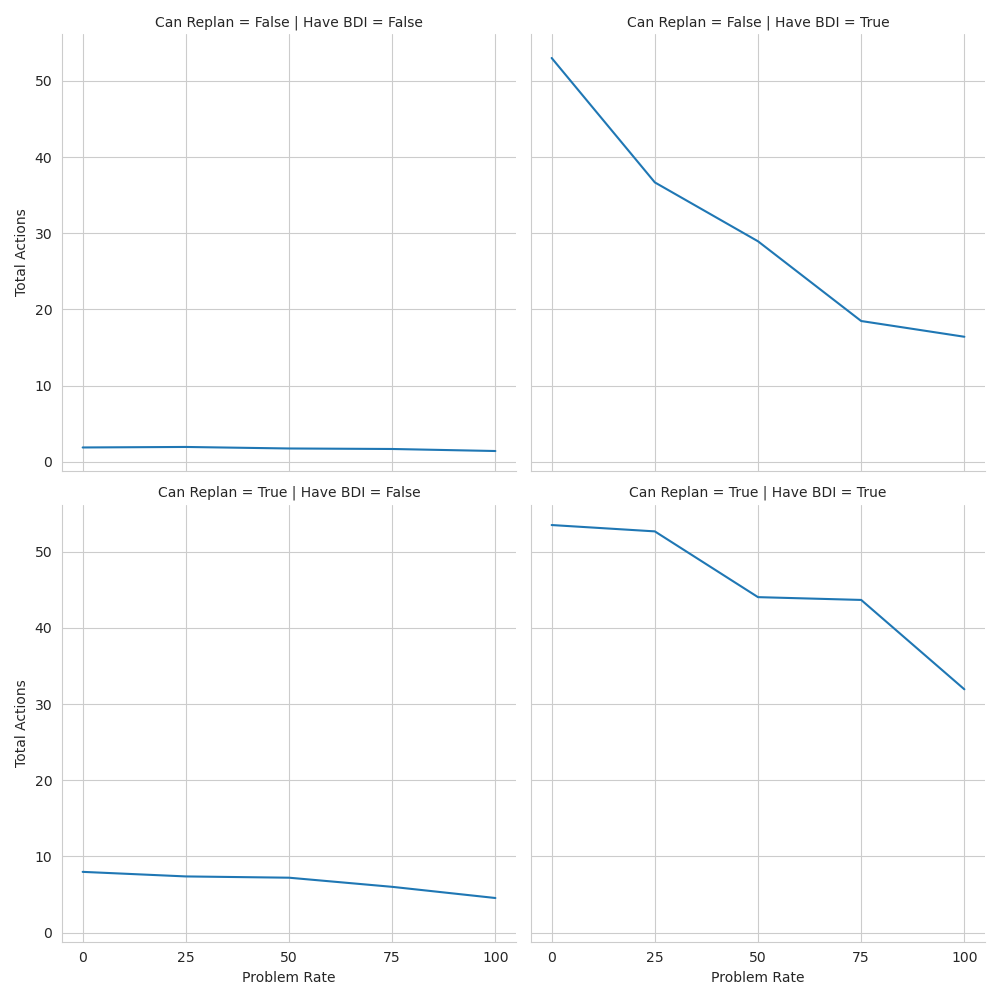 Can Replan = False | Have BDI = False
Can Replan = False | Have BDI = True
Total Actions
50
40
30
20
10
0
Can Replan = True | Have BDI = False
Can Replan = True | Have BDI = True
Total Actions
50
40
30
20
10
0
0 25 50 75 100
0 25 50 75 100
Problem Rate
Problem Rate